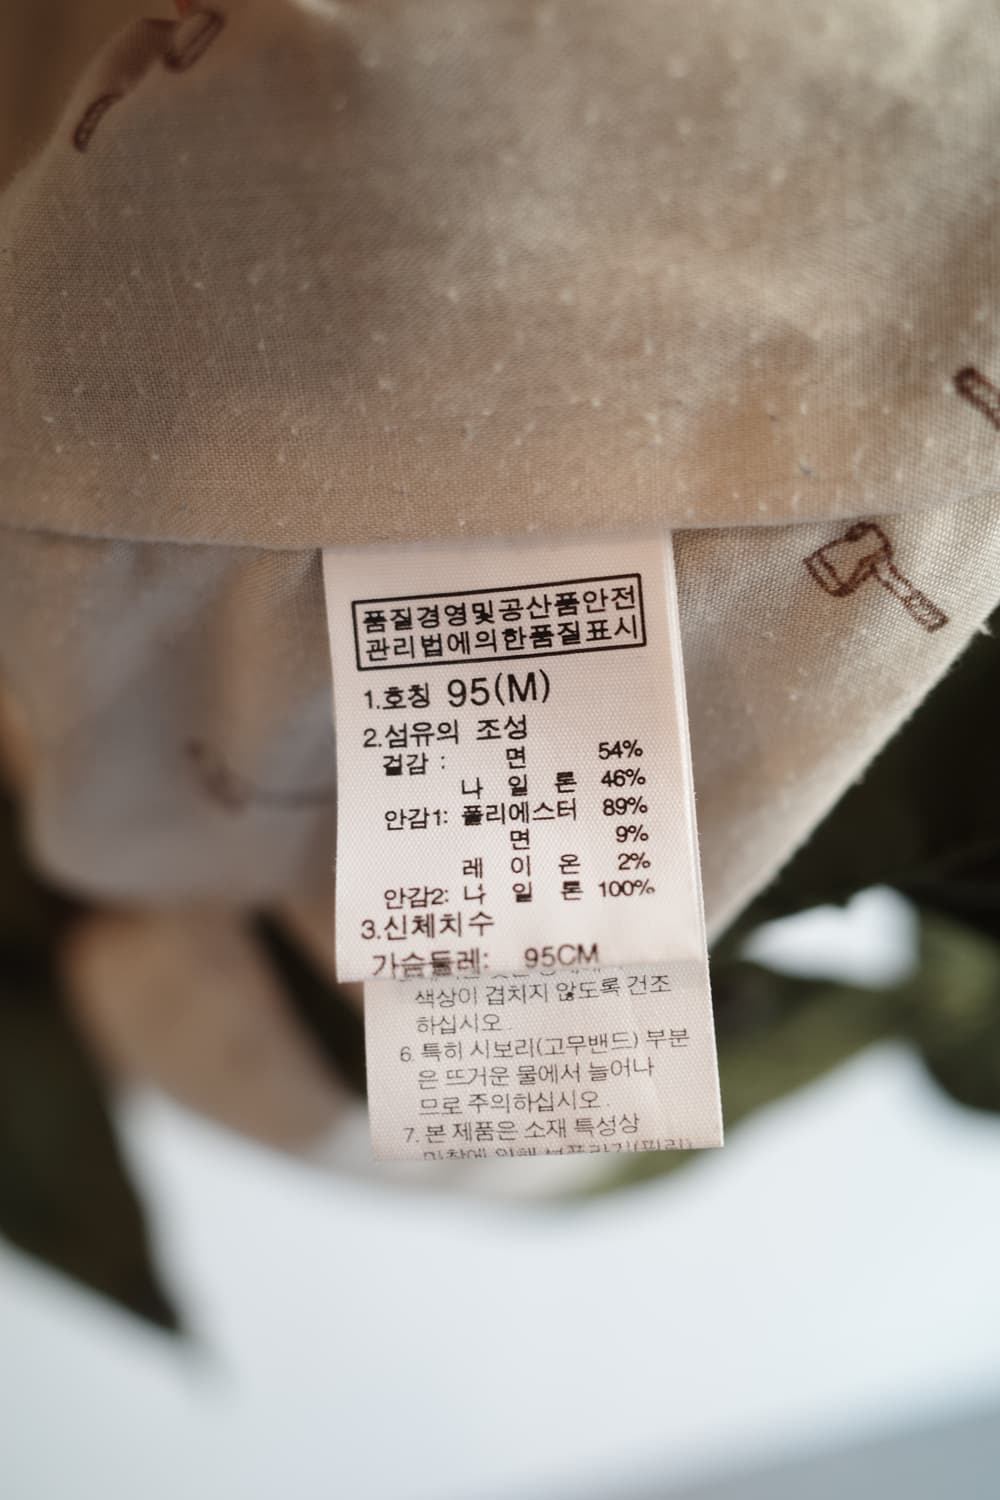 품질경영및공산품안전
관리법에의한품질표시
1.호칭 95(M)
2.섬유의 조성
겉감 : 면 54%
나 일 론 46%
안감1: 폴리에스터 89%
면 9%
레 이 온 2%
안감2: 나 일 론 100%
3.신체치수
가슴둘레: 95CM
색상이 겹치지 않도록 건조
하십시오.
6. 특히 시보리(고무밴드) 부분
은 뜨거운 물에서 늘어나
므로 주의하십시오.
7. 본 제품은 소재 특성상